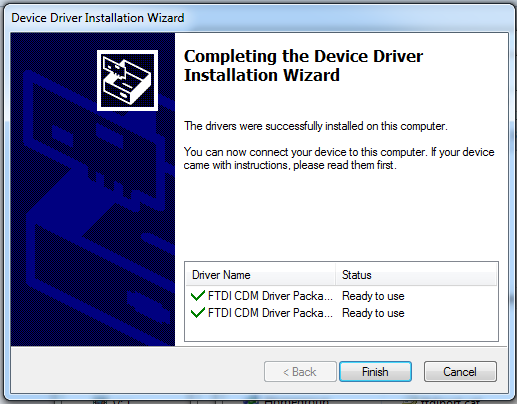 Device Driver Installation Wizard
Completing the Device Driver
Installation Wizard
The drivers were successfully installed on this computer.
You can now connect your device to this computer. If your device
came with instructions, please read them first.
Driver Name Status
FTDI CDM Driver Packa... Ready to use
FTDI CDM Driver Packa... Ready to use
< Back Finish Cancel